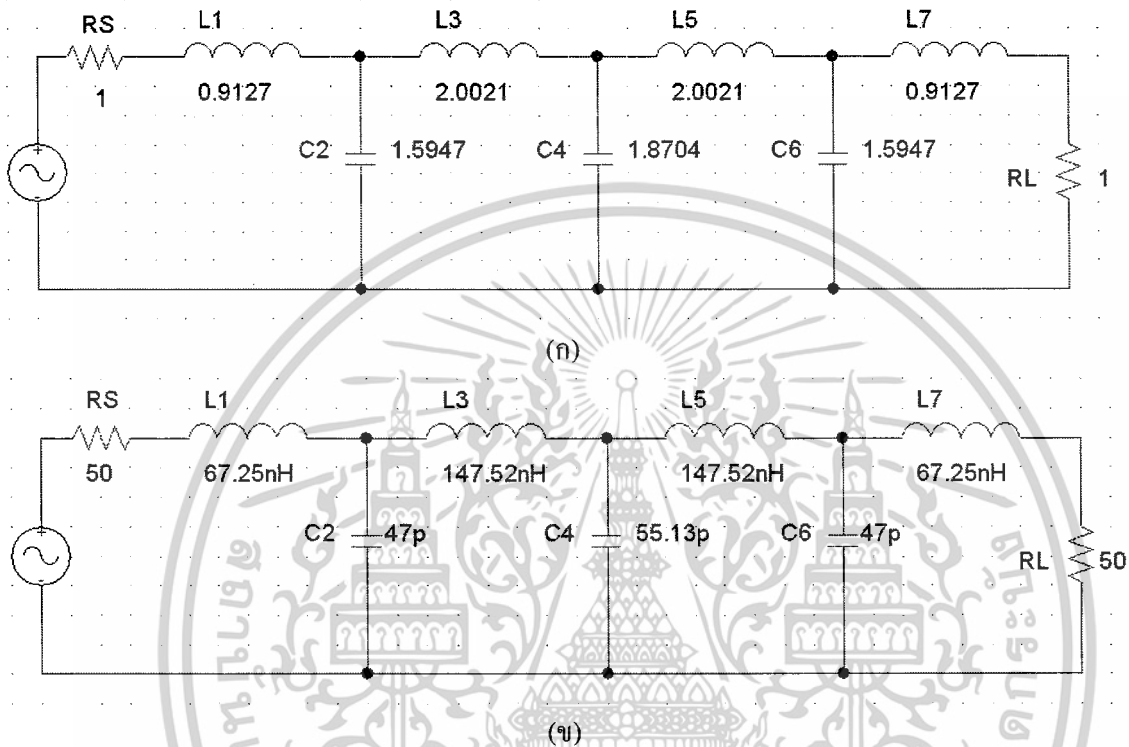 RS L1 L3 L5 L7
1 0.9127 2.0021 2.0021 0.9127
C2 1.5947 C4 1.8704 C6 1.5947 RL 1
(ก)
RS L1 L3 L5 L7
50 67.25nH 147.52nH 147.52nH 67.25nH
C2 47p C4 55.13p C6 47p RL 50
(ข)